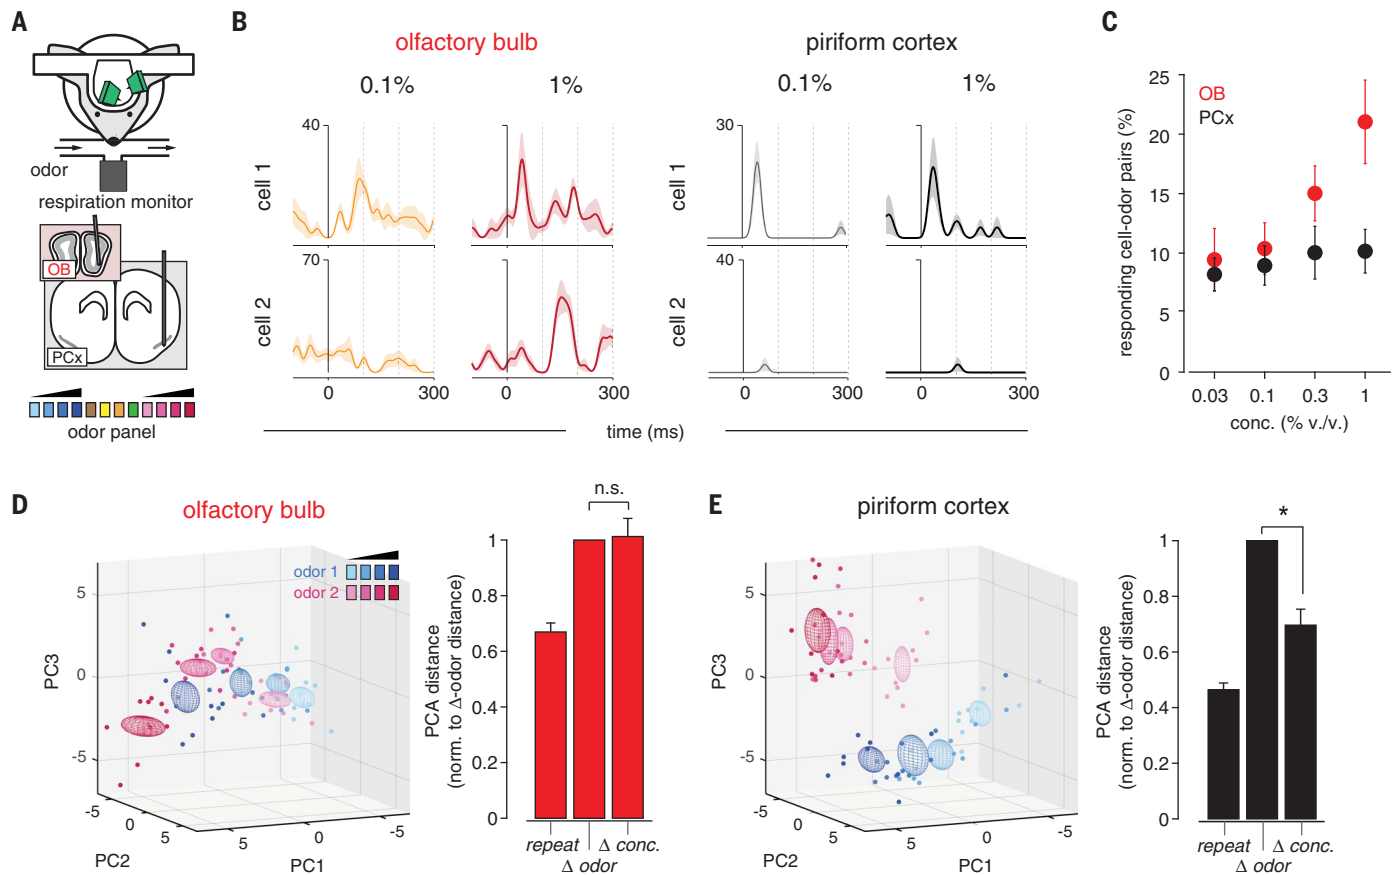 A
odor
respiration monitor
OB
PCx
odor panel
B
olfactory bulb
piriform cortex
0.1%
1%
0.1%
1%
cell 1
40
cell 1
30
cell 2
70
cell 2
40
0
300
0
300
0
300
0
300
time (ms)
C
OB
PCx
responding cell-odor pairs (%)
25
20
15
10
5
0
0.03
0.1
0.3
1
conc. (% v./v.)
D
olfactory bulb
odor 1
odor 2
PC3
5
0
-5
-5
0
5
PC2
5
0
-5
PC1
n.s.
PCA distance
(norm. to Δ-odor distance)
1
0.8
0.6
0.4
0.2
0
repeat
Δ conc.
Δ odor
E
piriform cortex
PC3
5
0
-5
-5
0
5
PC2
5
0
-5
PC1
*
PCA distance
(norm. to Δ-odor distance)
1
0.8
0.6
0.4
0.2
0
repeat
Δ conc.
Δ odor